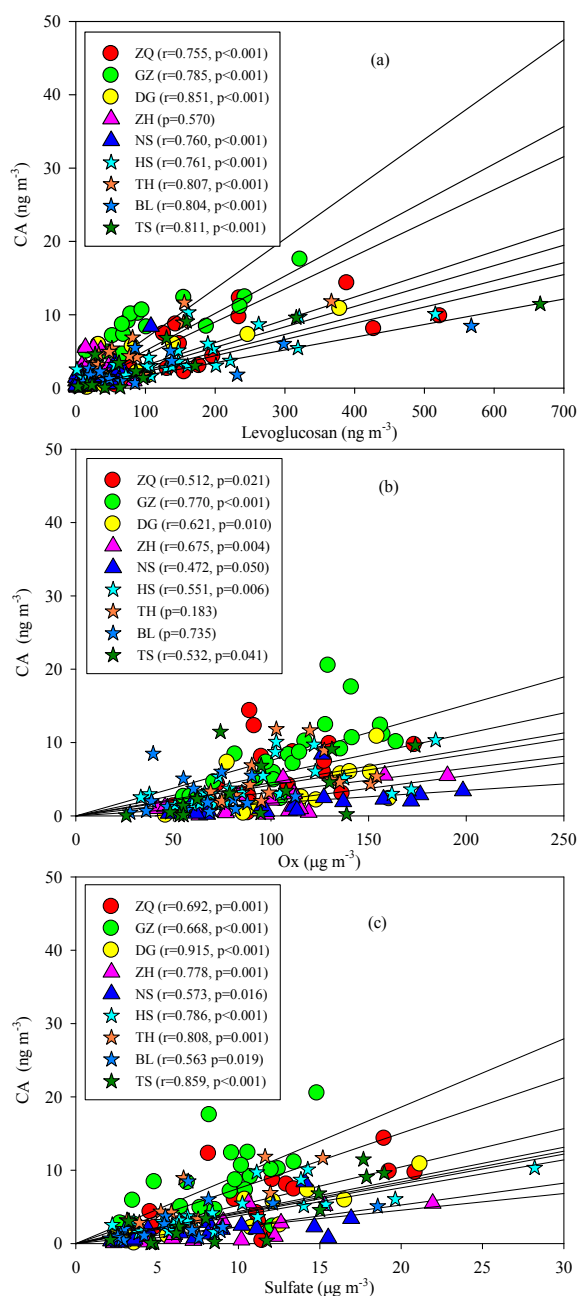 50
40
30
20
10
0
CA (ng m-3)
(a)
ZQ (r=0.755, p<0.001)
GZ (r=0.785, p<0.001)
DG (r=0.851, p<0.001)
ZH (p=0.570)
NS (r=0.760, p<0.001)
HS (r=0.761, p<0.001)
TH (r=0.807, p<0.001)
BL (r=0.804, p<0.001)
TS (r=0.811, p<0.001)
0 100 200 300 400 500 600 700
Levoglucosan (ng m-3)
50
40
30
20
10
0
CA (ng m-3)
(b)
ZQ (r=0.512, p=0.021)
GZ (r=0.770, p<0.001)
DG (r=0.621, p=0.010)
ZH (r=0.675, p=0.004)
NS (r=0.472, p=0.050)
HS (r=0.551, p=0.006)
TH (p=0.183)
BL (p=0.735)
TS (r=0.532, p=0.041)
0 50 100 150 200 250
Ox (µg m-3)
50
40
30
20
10
0
CA (ng m-3)
(c)
ZQ (r=0.692, p=0.001)
GZ (r=0.668, p<0.001)
DG (r=0.915, p<0.001)
ZH (r=0.778, p=0.001)
NS (r=0.573, p=0.016)
HS (r=0.786, p<0.001)
TH (r=0.808, p=0.001)
BL (r=0.563 p=0.019)
TS (r=0.859, p<0.001)
0 5 10 15 20 25 30
Sulfate (µg m-3)